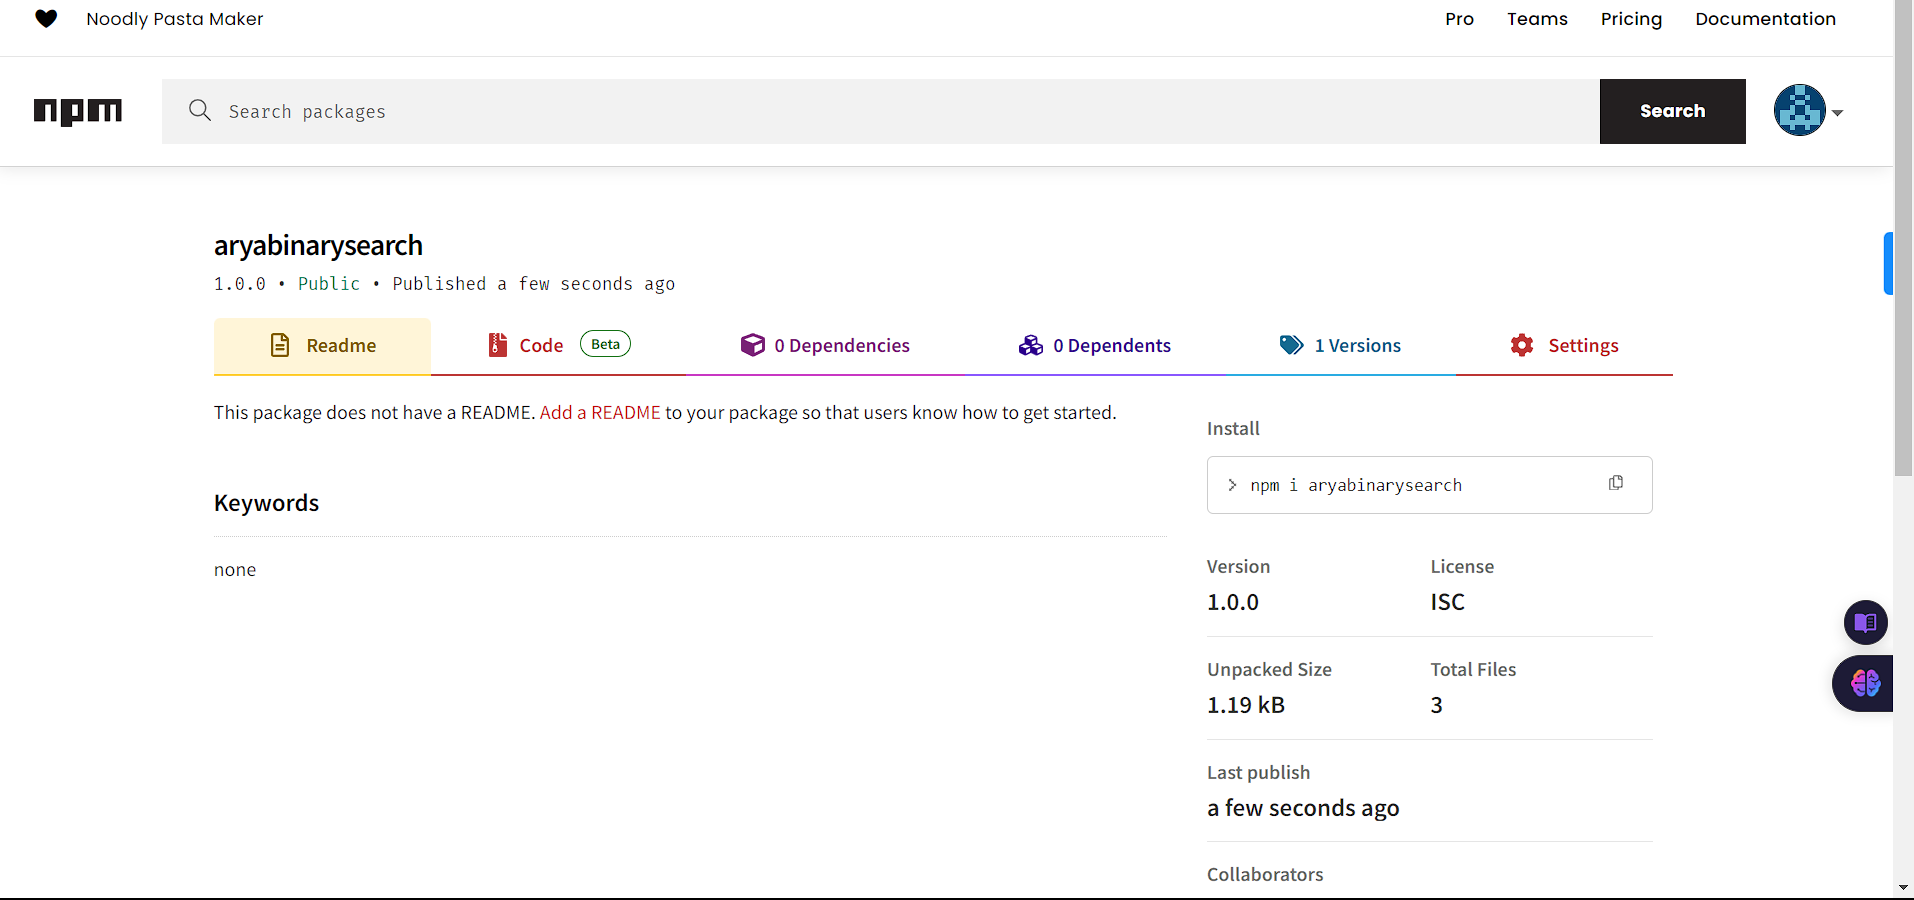 Noodly Pasta Maker
Pro Teams Pricing Documentation
npm
Search packages
Search
aryabinarysearch
1.0.0 • Public • Published a few seconds ago
Readme
Code Beta
0 Dependencies
0 Dependents
1 Versions
Settings
This package does not have a README. Add a README to your package so that users know how to get started.
Keywords
none
Install
> npm i aryabinarysearch
Version License
1.0.0 ISC
Unpacked Size Total Files
1.19 kB 3
Last publish
a few seconds ago
Collaborators